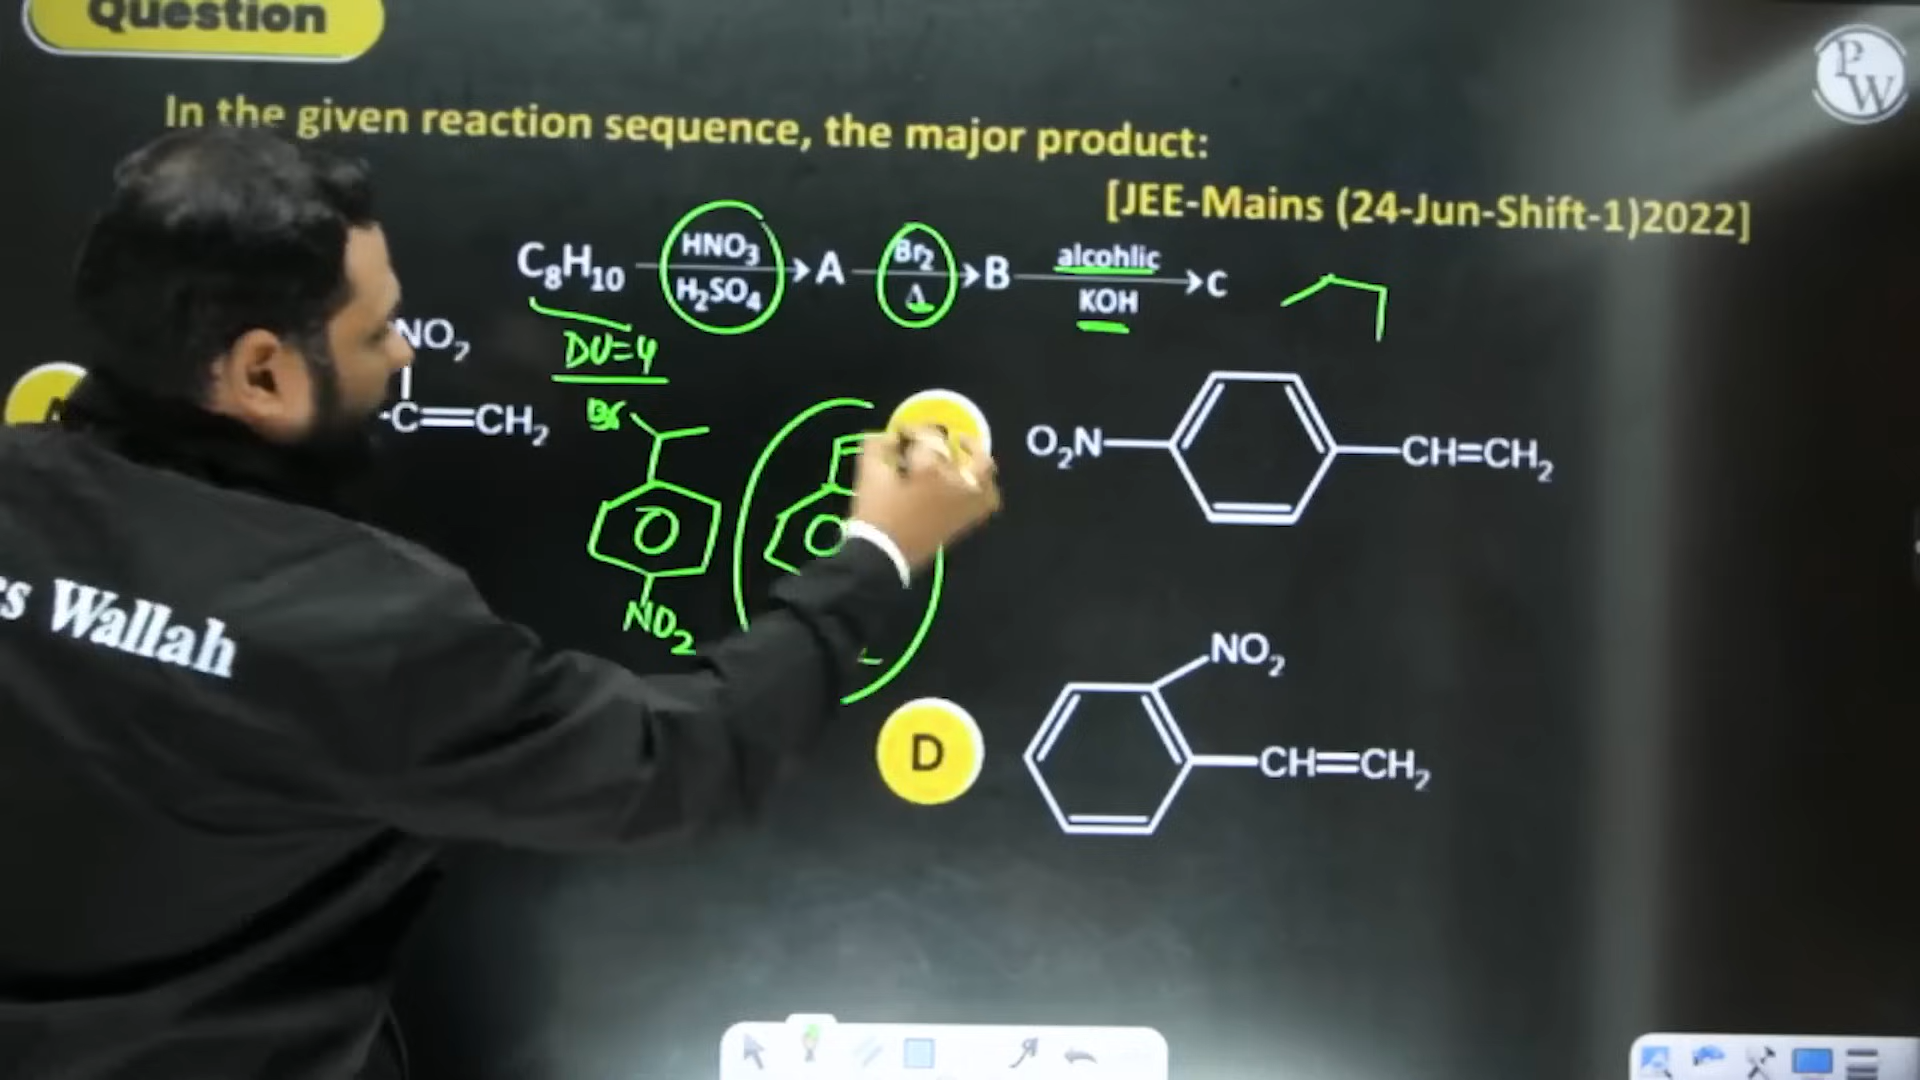 Question
PW
In the given reaction sequence, the major product:
[JEE-Mains (24-Jun-Shift-1)2022]
C₈H₁₀ HNO₃ H₂SO₄ → A Br₂ Δ → B alcohlic KOH → C
DU=4
A
NO₂
C=CH₂
Br
NO₂
O₂N CH=CH₂
D
NO₂
CH=CH₂
s Wallah